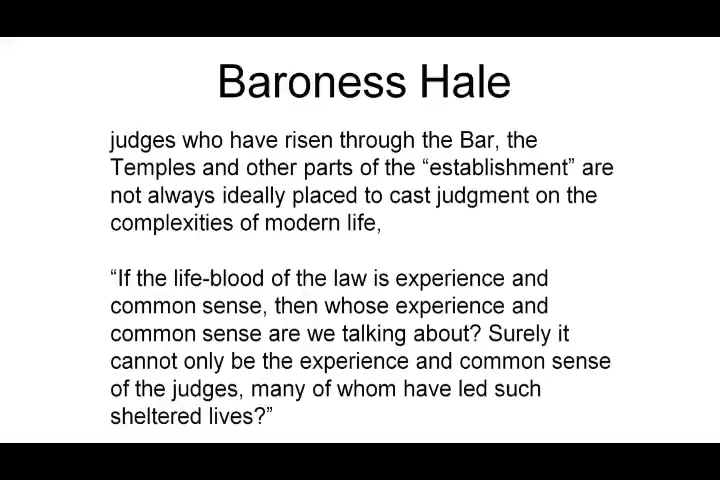 Baroness Hale
judges who have risen through the Bar, the
Temples and other parts of the “establishment” are
not always ideally placed to cast judgment on the
complexities of modern life,
“If the life-blood of the law is experience and
common sense, then whose experience and
common sense are we talking about? Surely it
cannot only be the experience and common sense
of the judges, many of whom have led such
sheltered lives?”